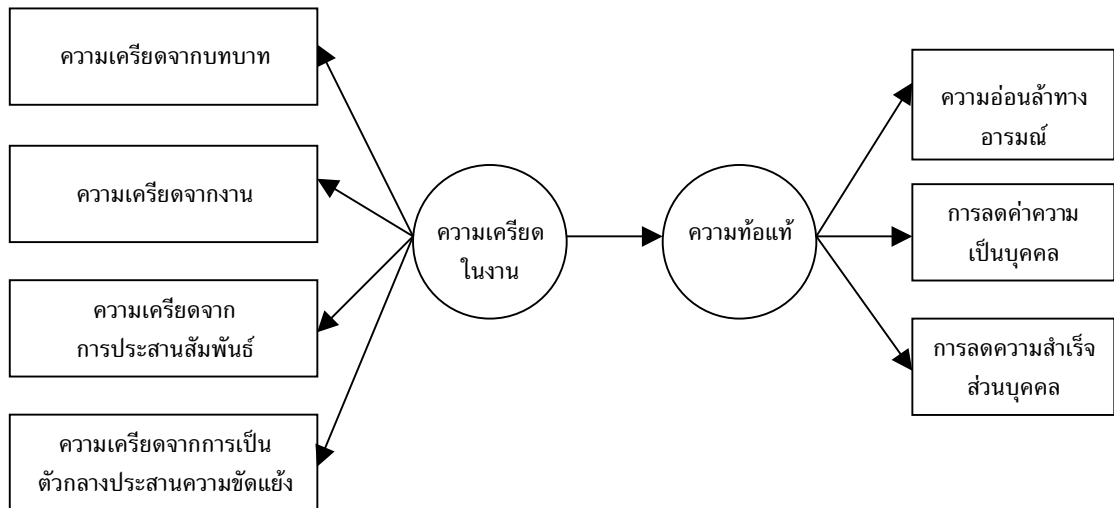 ความเครียดจากบทบาท
ความเครียดจากงาน
ความเครียดจาก
การประสานสัมพันธ์
ความเครียดจากการเป็น
ตัวกลางประสานความขัดแย้ง
ความเครียด
ในงาน
ความท้อแท้
ความอ่อนล้าทาง
อารมณ์
การลดค่าความ
เป็นบุคคล
การลดความสำเร็จ
ส่วนบุคคล